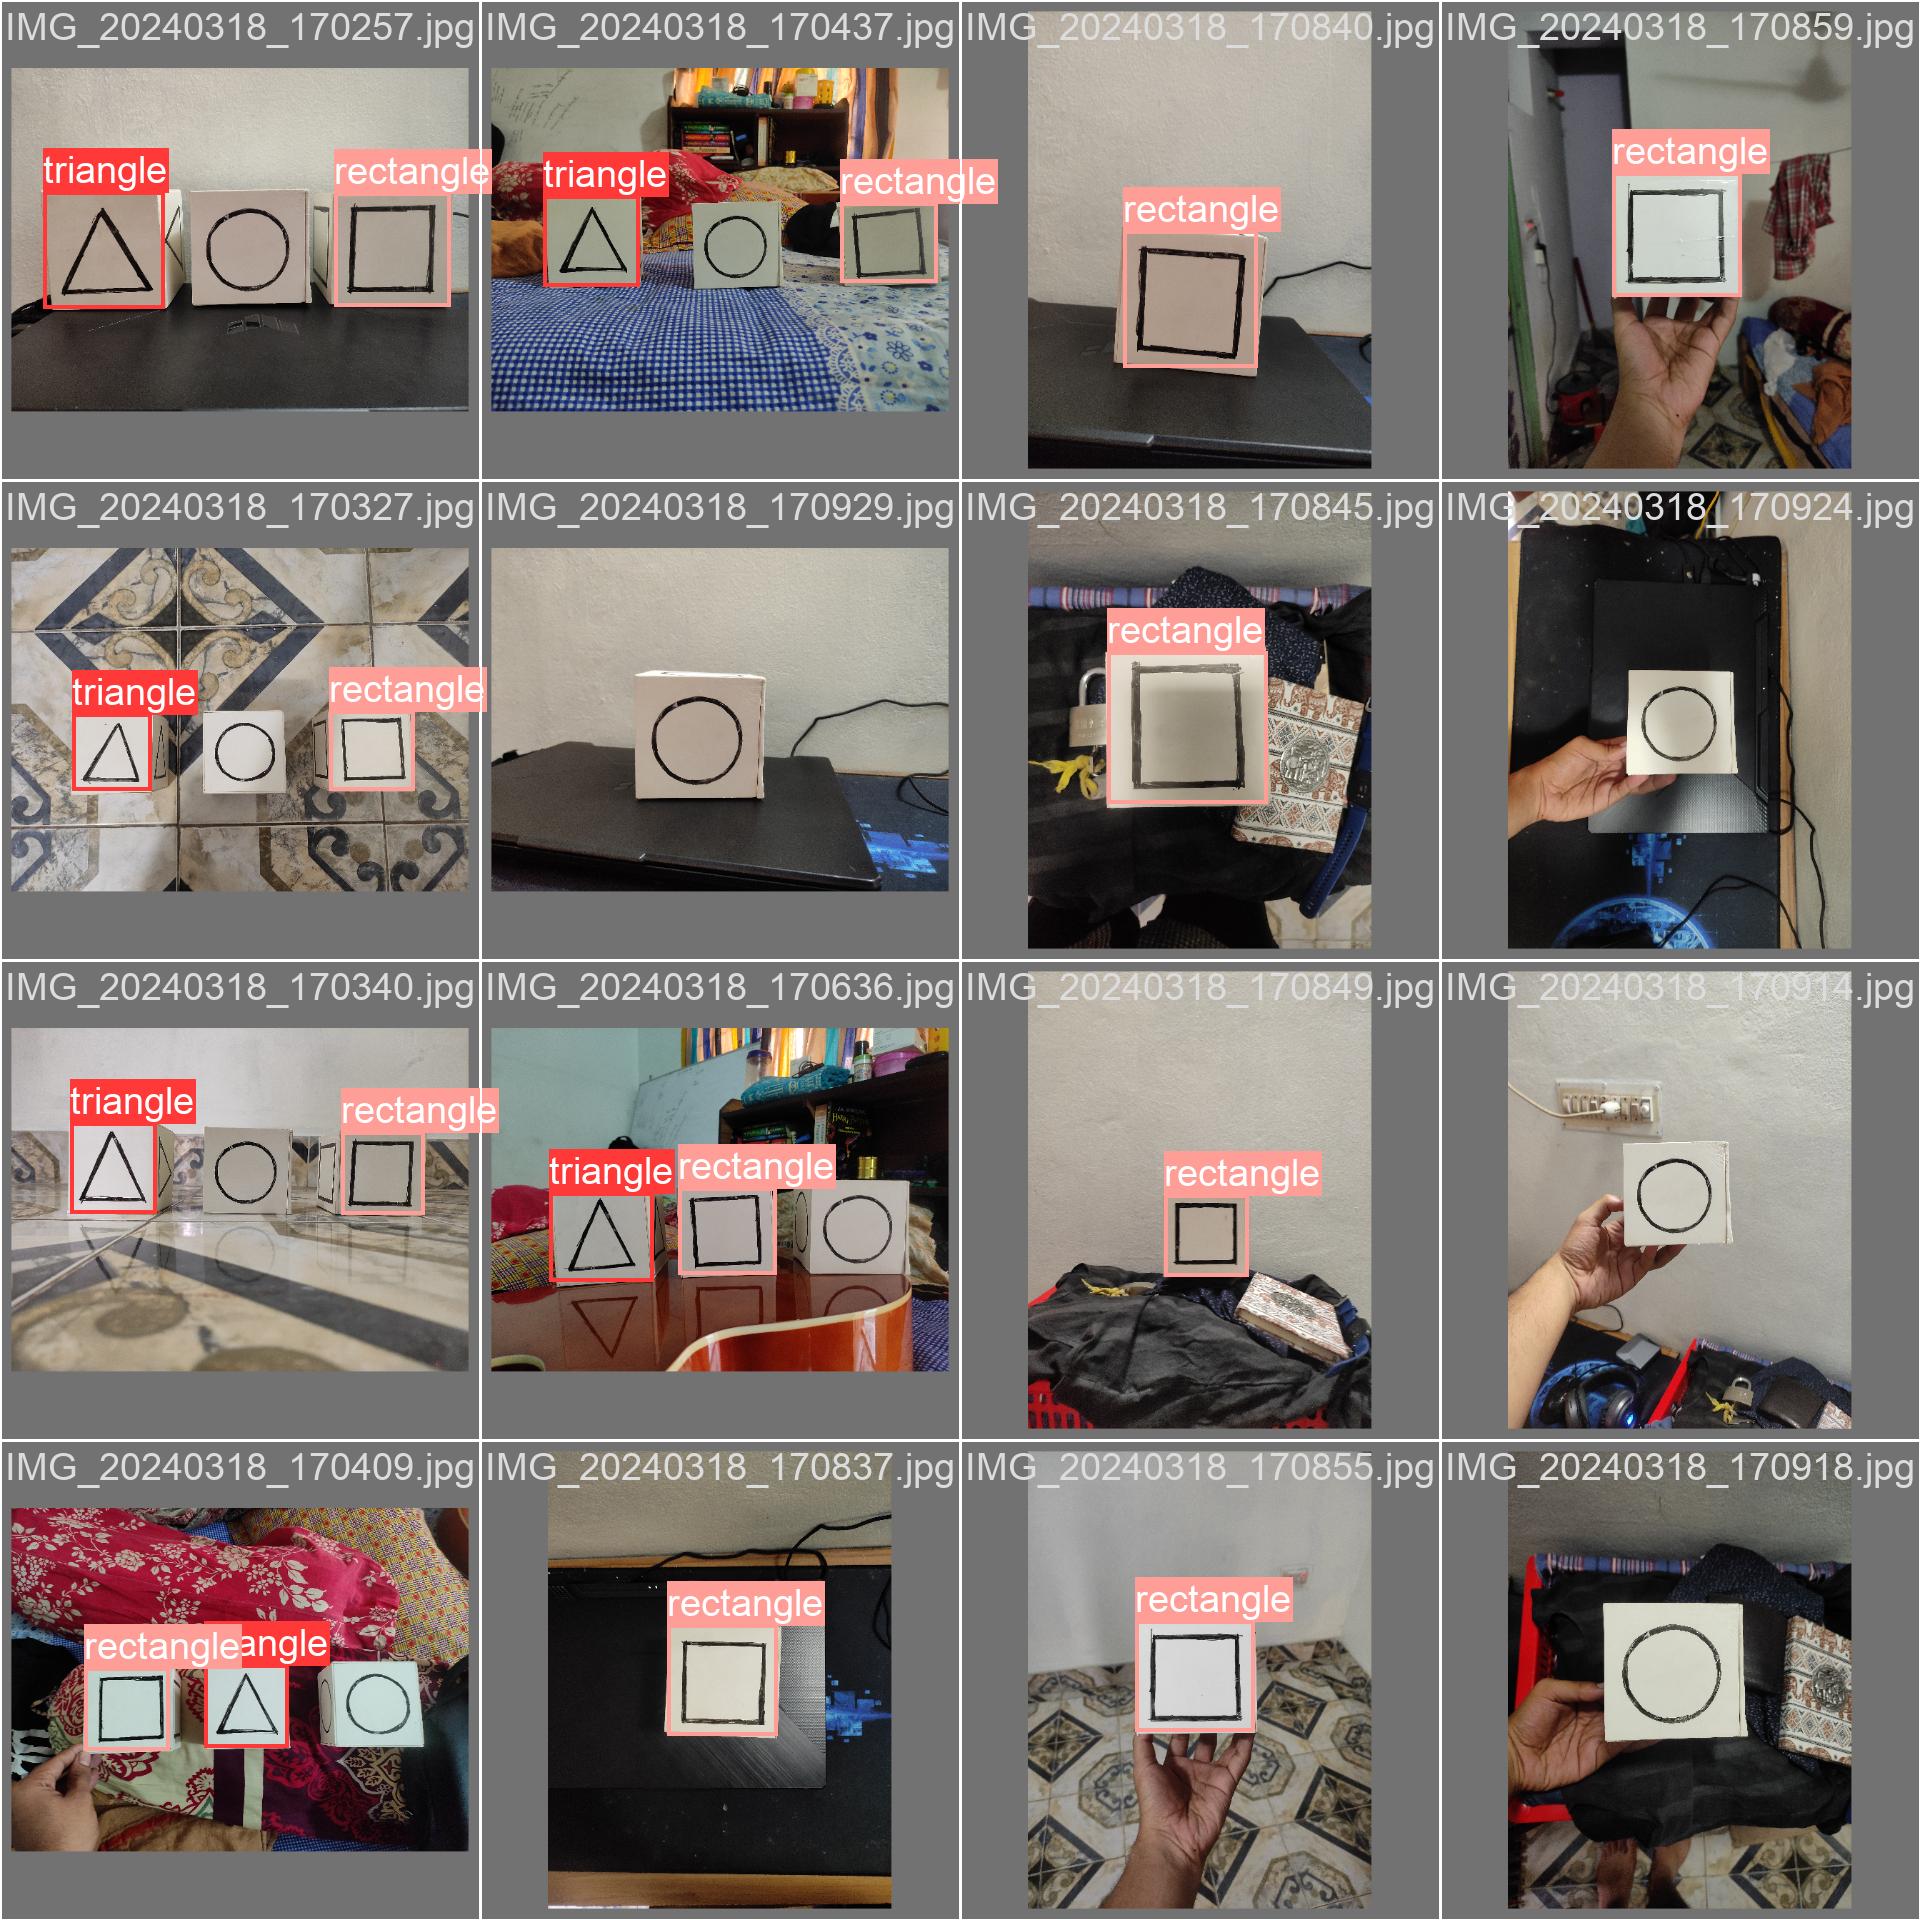 IMG_20240318_170257.jpg
IMG_20240318_170437.jpg
IMG_20240318_170840.jpg
IMG_20240318_170859.jpg
triangle
rectangle
triangle
rectangle
rectangle
rectangle
IMG_20240318_170327.jpg
IMG_20240318_170929.jpg
IMG_20240318_170845.jpg
IMG_20240318_170924.jpg
triangle
rectangle
rectangle
IMG_20240318_170340.jpg
IMG_20240318_170636.jpg
IMG_20240318_170849.jpg
IMG_20240318_170914.jpg
triangle
rectangle
triangle
rectangle
rectangle
IMG_20240318_170409.jpg
IMG_20240318_170837.jpg
IMG_20240318_170855.jpg
IMG_20240318_170918.jpg
rectangle
angle
rectangle
rectangle